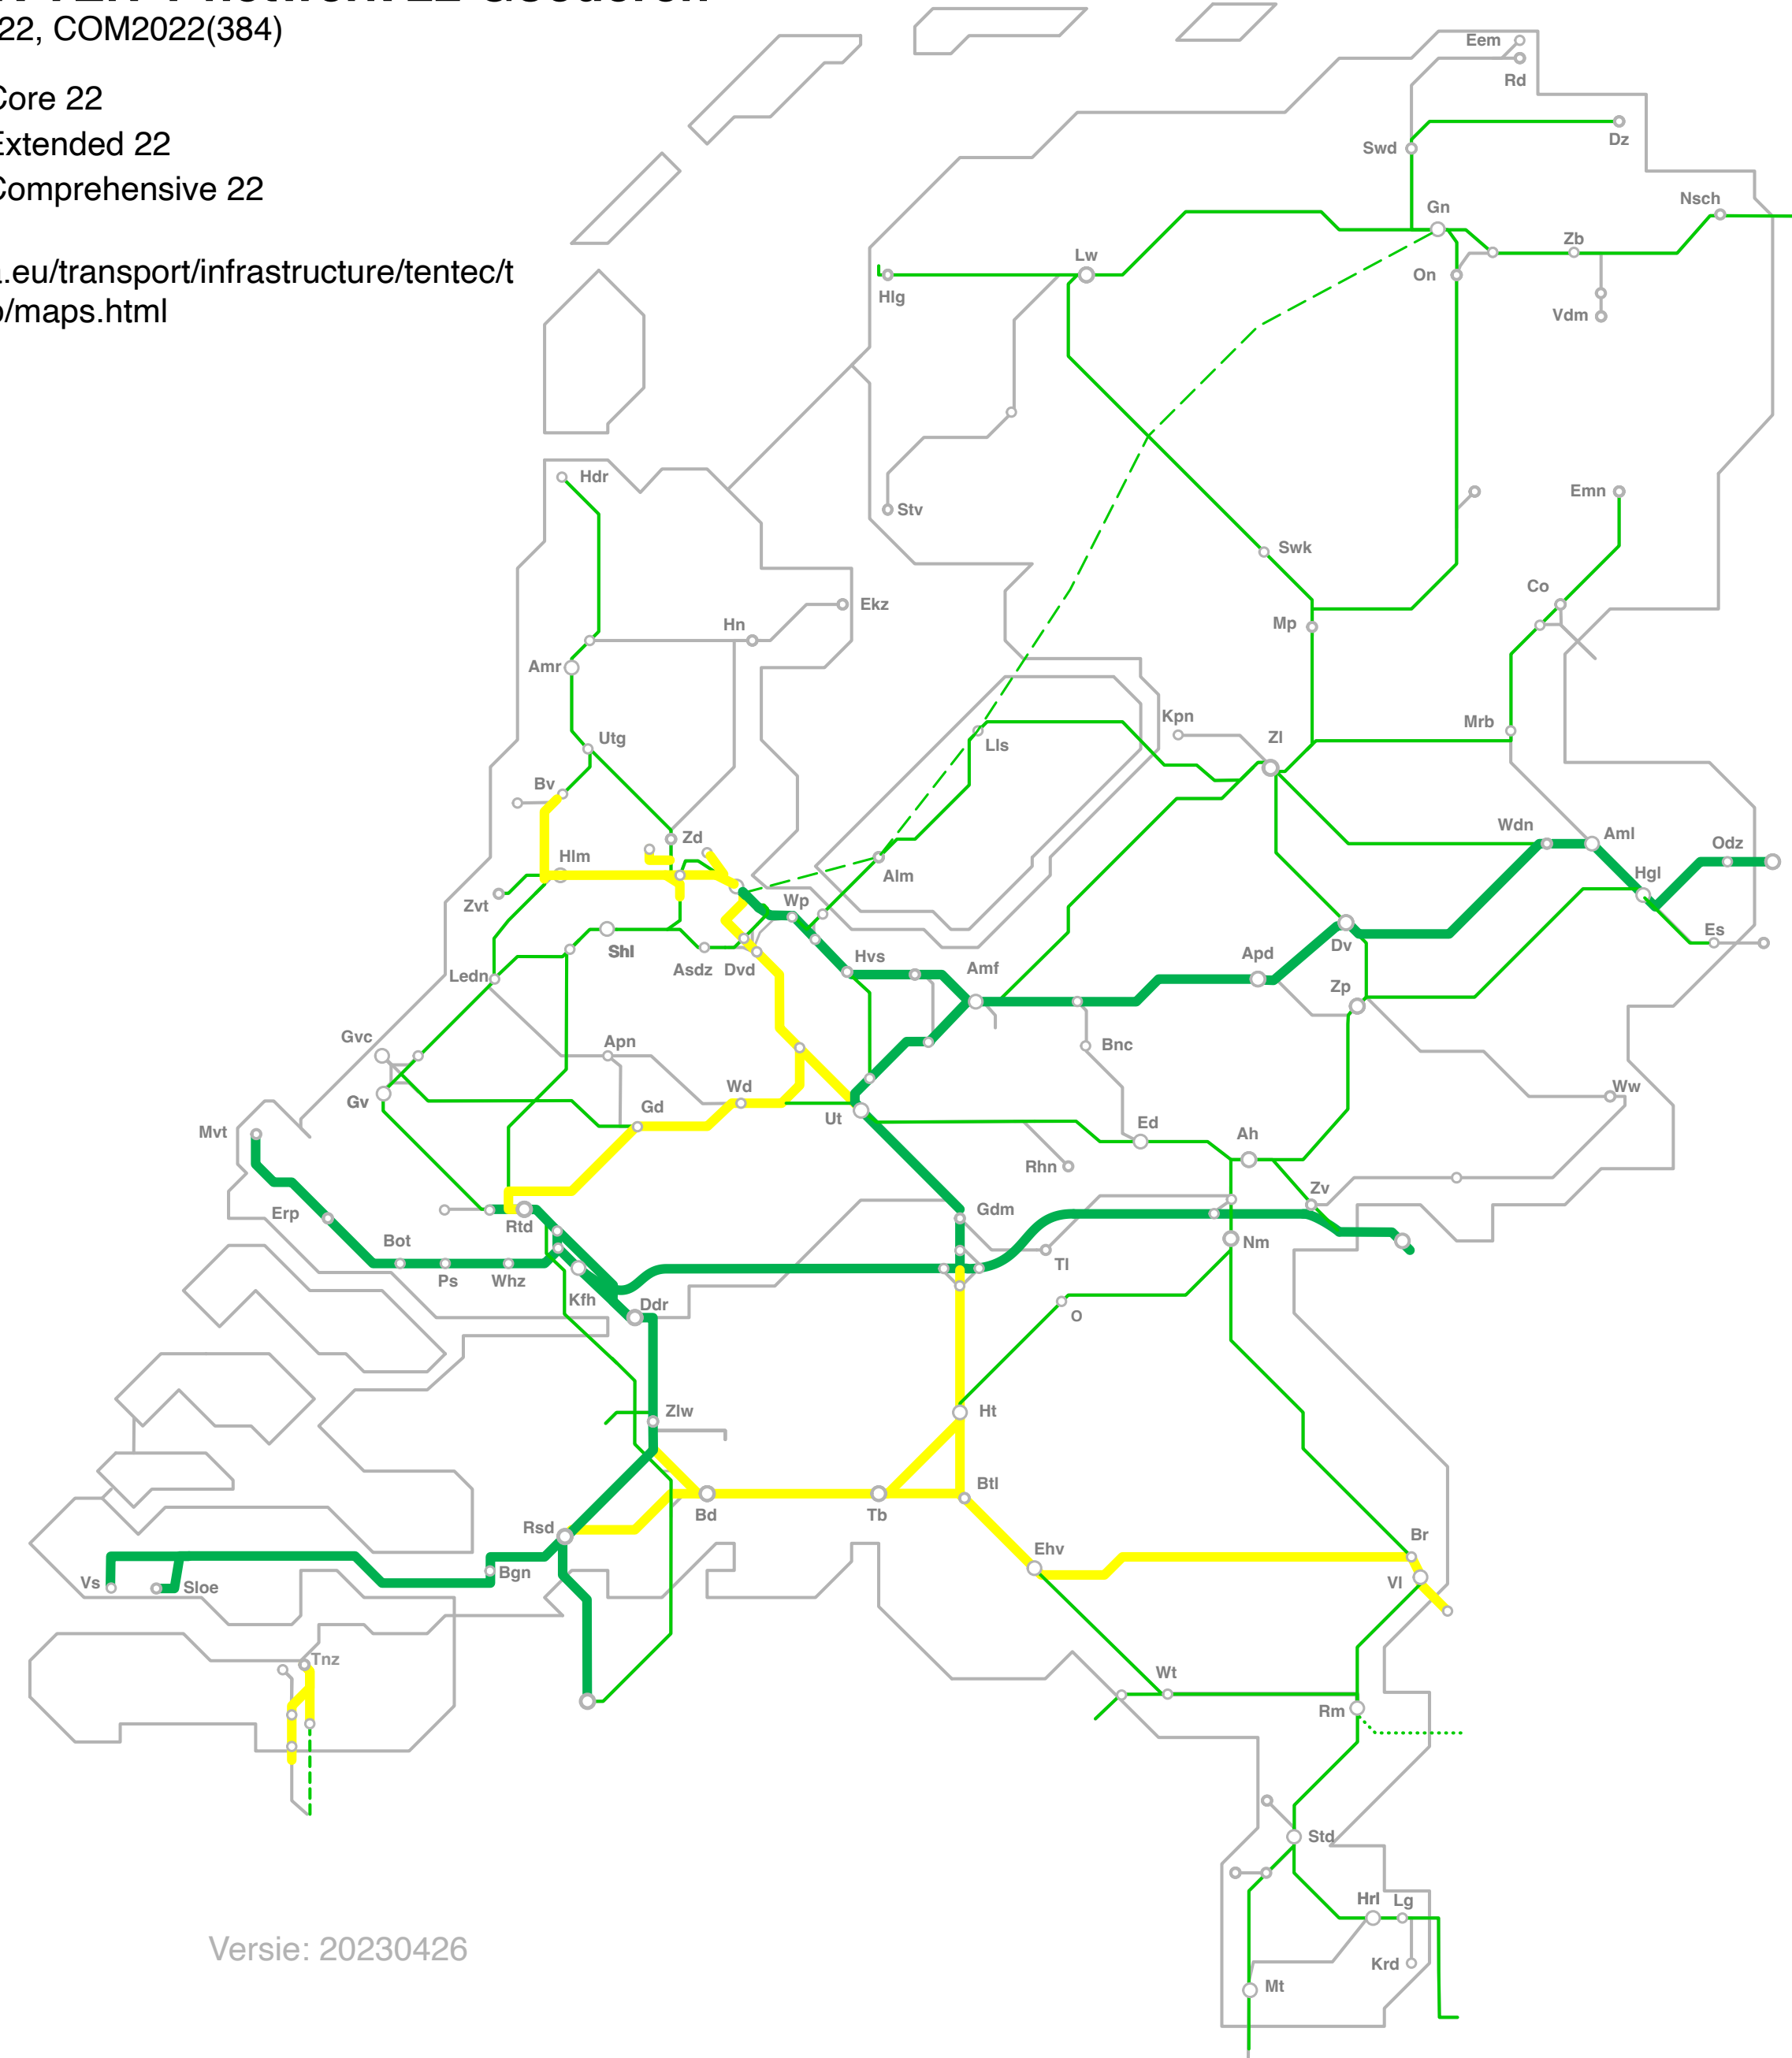 22, COM2022(384)
Core 22
Extended 22
Comprehensive 22
.eu/transport/infrastructure/tentec/t
/maps.html
Eem
Rd
Dz
Swd
Nsch
Gn
Zb
Lw
On
Hlg
Vdm
Hdr
Emn
Stv
Swk
Co
Ekz
Hn
Mp
Amr
Kpn
Mrb
Utg
Zl
Lls
Bv
Zd
Wdn
Aml
Odz
Hlm
Alm
Hgl
Zvt
Wp
Es
Shl
Hvs
Apd
Dv
Asdz
Dvd
Amf
Ledn
Zp
Gvc
Apn
Bnc
Wd
Ww
Gv
Gd
Ut
Ed
Ah
Mvt
Rhn
Zv
Erp
Rtd
Gdm
Bot
Nm
Ps
Whz
Tl
Kfh
Ddr
O
Zlw
Ht
Btl
Bd
Tb
Rsd
Br
Ehv
Bgn
Vs
Sloe
Vl
Tnz
Wt
Rm
Std
Hrl
Lg
Versie: 20230426
Krd
Mt